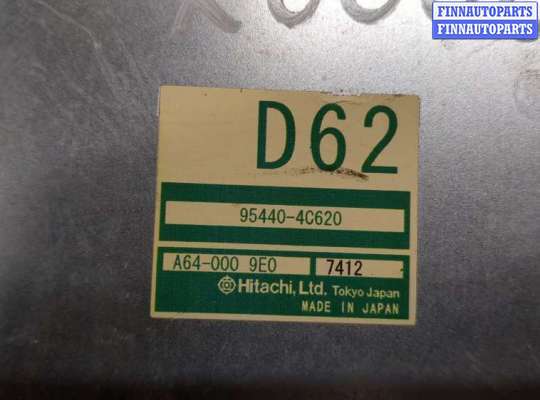 FINNAUTOPARTS
FINNAUTOPARTS
D62
95440-4C620
A64-000 9E0 7412
Hitachi, Ltd. Tokyo Japan
MADE IN JAPAN